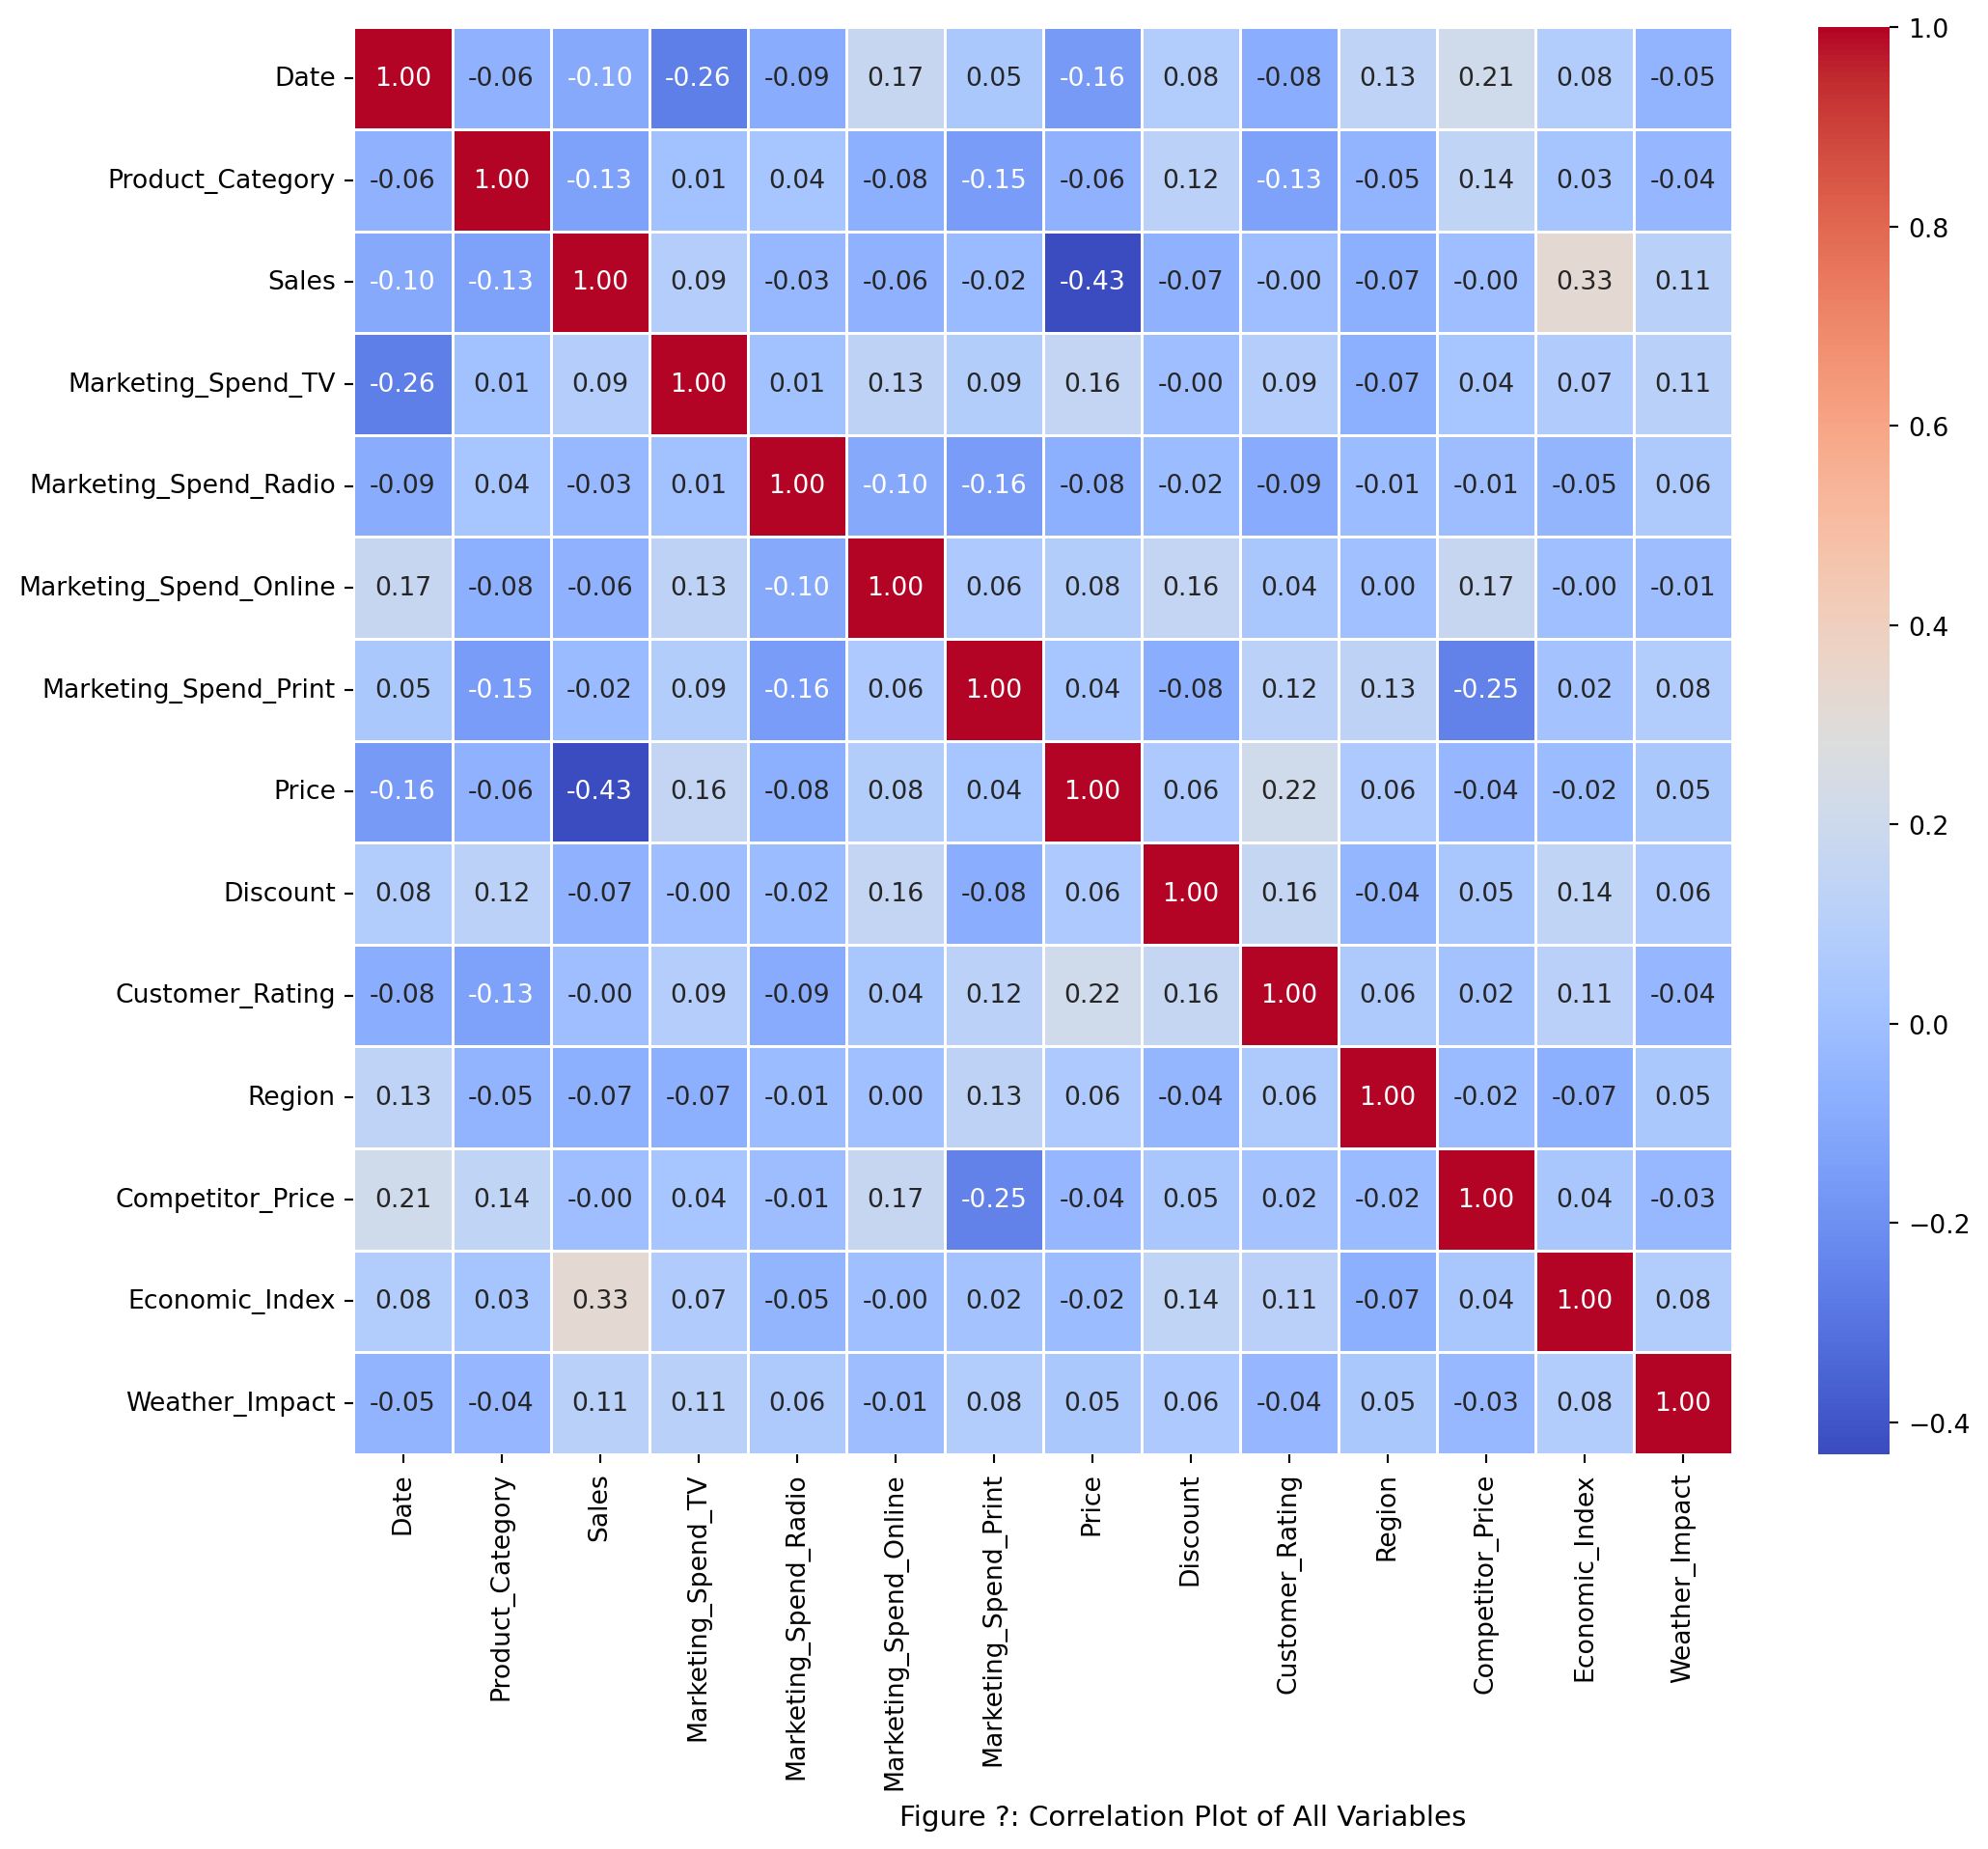 Date 1.00 -0.06 -0.10 -0.26 -0.09 0.17 0.05 -0.16 0.08 -0.08 0.13 0.21 0.08 -0.05
Product_Category -0.06 1.00 -0.13 0.01 0.04 -0.08 -0.15 -0.06 0.12 -0.13 -0.05 0.14 0.03 -0.04
Sales -0.10 -0.13 1.00 0.09 -0.03 -0.06 -0.02 -0.43 -0.07 -0.00 -0.07 -0.00 0.33 0.11
Marketing_Spend_TV -0.26 0.01 0.09 1.00 0.01 0.13 0.09 0.16 -0.00 0.09 -0.07 0.04 0.07 0.11
Marketing_Spend_Radio -0.09 0.04 -0.03 0.01 1.00 -0.10 -0.16 -0.08 -0.02 -0.09 -0.01 -0.01 -0.05 0.06
Marketing_Spend_Online 0.17 -0.08 -0.06 0.13 -0.10 1.00 0.06 0.08 0.16 0.04 0.00 0.17 -0.00 -0.01
Marketing_Spend_Print 0.05 -0.15 -0.02 0.09 -0.16 0.06 1.00 0.04 -0.08 0.12 0.13 -0.25 0.02 0.08
Price -0.16 -0.06 -0.43 0.16 -0.08 0.08 0.04 1.00 0.06 0.22 0.06 -0.04 -0.02 0.05
Discount 0.08 0.12 -0.07 -0.00 -0.02 0.16 -0.08 0.06 1.00 0.16 -0.04 0.05 0.14 0.06
Customer_Rating -0.08 -0.13 -0.00 0.09 -0.09 0.04 0.12 0.22 0.16 1.00 0.06 0.02 0.11 -0.04
Region 0.13 -0.05 -0.07 -0.07 -0.01 0.00 0.13 0.06 -0.04 0.06 1.00 -0.02 -0.07 0.05
Competitor_Price 0.21 0.14 -0.00 0.04 -0.01 0.17 -0.25 -0.04 0.05 0.02 -0.02 1.00 0.04 -0.03
Economic_Index 0.08 0.03 0.33 0.07 -0.05 -0.00 0.02 -0.02 0.14 0.11 -0.07 0.04 1.00 0.08
Weather_Impact -0.05 -0.04 0.11 0.11 0.06 -0.01 0.08 0.05 0.06 -0.04 0.05 -0.03 0.08 1.00
Date
Product_Category
Sales
Marketing_Spend_TV
Marketing_Spend_Radio
Marketing_Spend_Online
Marketing_Spend_Print
Price
Discount
Customer_Rating
Region
Competitor_Price
Economic_Index
Weather_Impact
1.0
0.8
0.6
0.4
0.2
0.0
−0.2
−0.4
Figure ?: Correlation Plot of All Variables